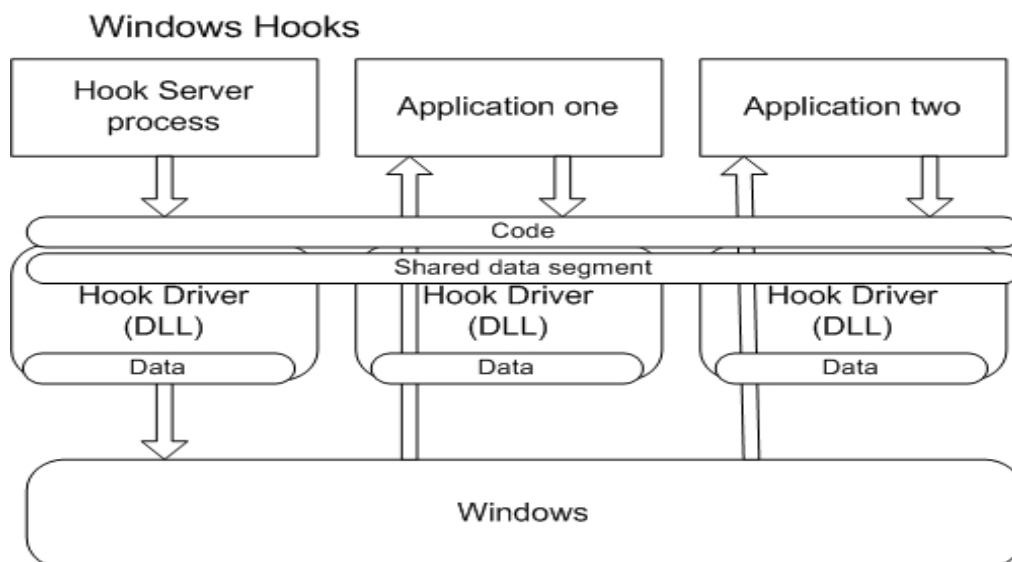 Windows Hooks
Hook Server
process
Application one
Application two
Code
Shared data segment
Hook Driver
(DLL)
Hook Driver
(DLL)
Hook Driver
(DLL)
Data
Data
Data
Windows